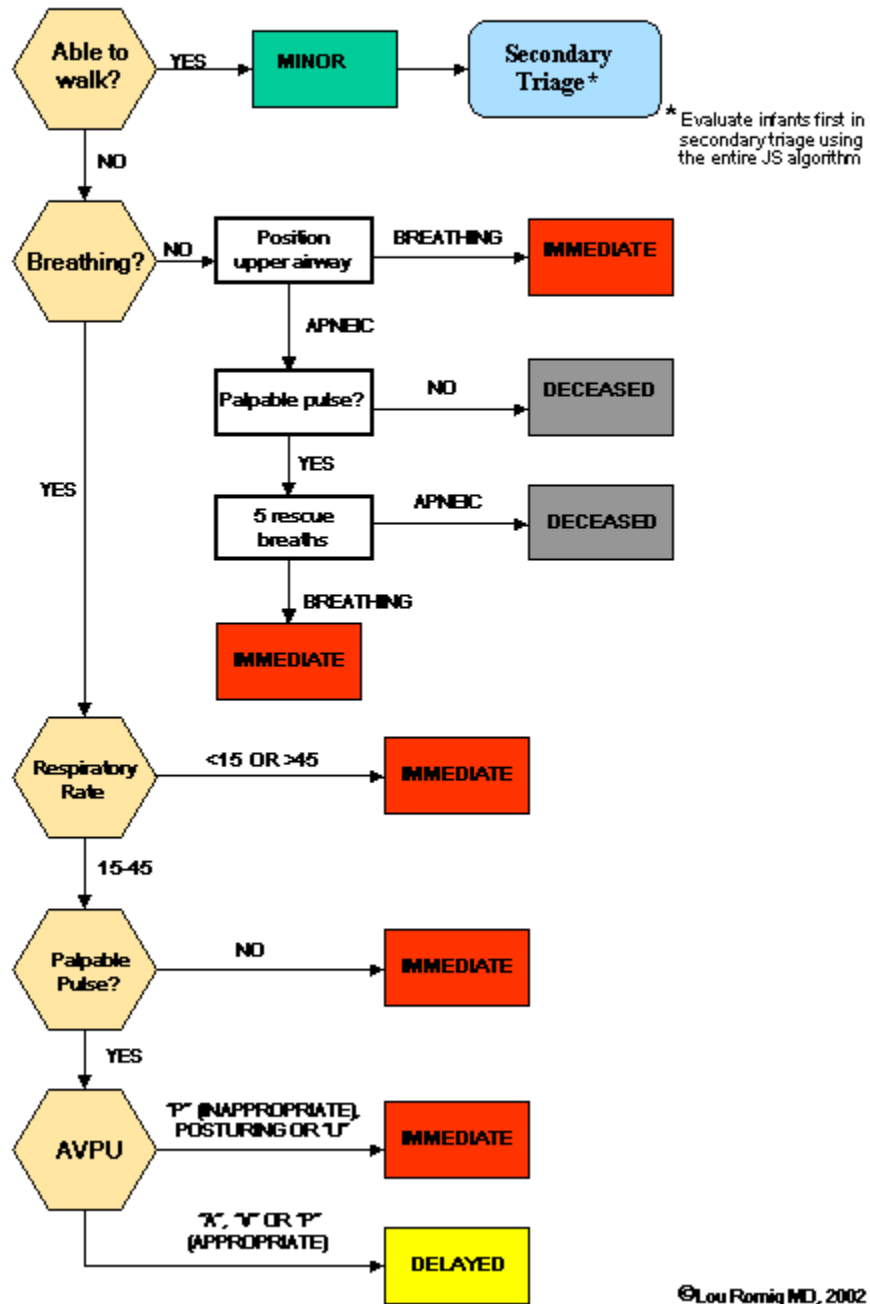 Able to
walk?
YES
MINOR
Secondary
Triage*
* Evaluate infants first in
secondary triage using
the entire JS algorithm
NO
Breathing?
NO
Position
upper airway
BREATHING
IMMEDIATE
APNEIC
Palpable pulse?
NO
DECEASED
YES
YES
5 rescue
breaths
APNEIC
DECEASED
BREATHING
IMMEDIATE
Respiratory
Rate
<15 OR >45
IMMEDIATE
15-45
Palpable
Pulse?
NO
IMMEDIATE
YES
AVPU
"P" (INAPPROPRIATE),
POSTURING OR "U"
IMMEDIATE
"A", "V" OR "P"
(APPROPRIATE)
DELAYED
©Lou Romig MD, 2002